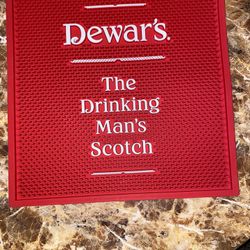 Dewar's.
The
Drinking
Man's
Scotch